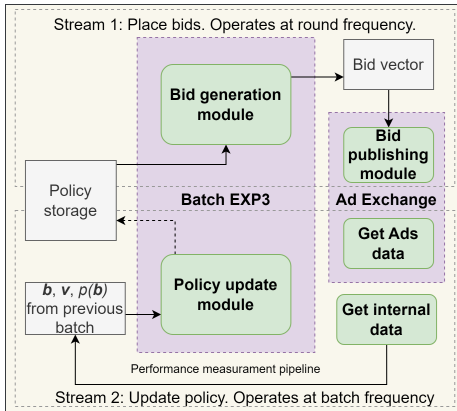 Stream 1: Place bids. Operates at round frequency.
Bid generation
module
Bid vector
Bid
publishing
module
Policy
storage
Batch EXP3
Ad Exchange
Get Ads
data
b, v, p(b)
from previous
batch
Policy update
module
Get internal
data
Performance measurament pipeline
Stream 2: Update policy. Operates at batch frequency